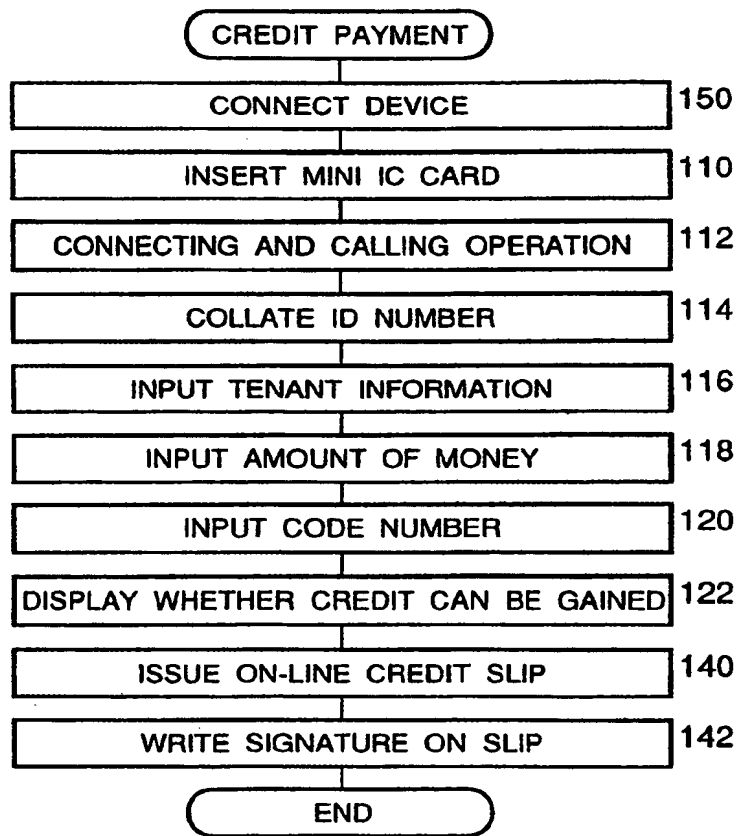 CREDIT PAYMENT
CONNECT DEVICE 150
INSERT MINI IC CARD 110
CONNECTING AND CALLING OPERATION 112
COLLATE ID NUMBER 114
INPUT TENANT INFORMATION 116
INPUT AMOUNT OF MONEY 118
INPUT CODE NUMBER 120
DISPLAY WHETHER CREDIT CAN BE GAINED 122
ISSUE ON-LINE CREDIT SLIP 140
WRITE SIGNATURE ON SLIP 142
END